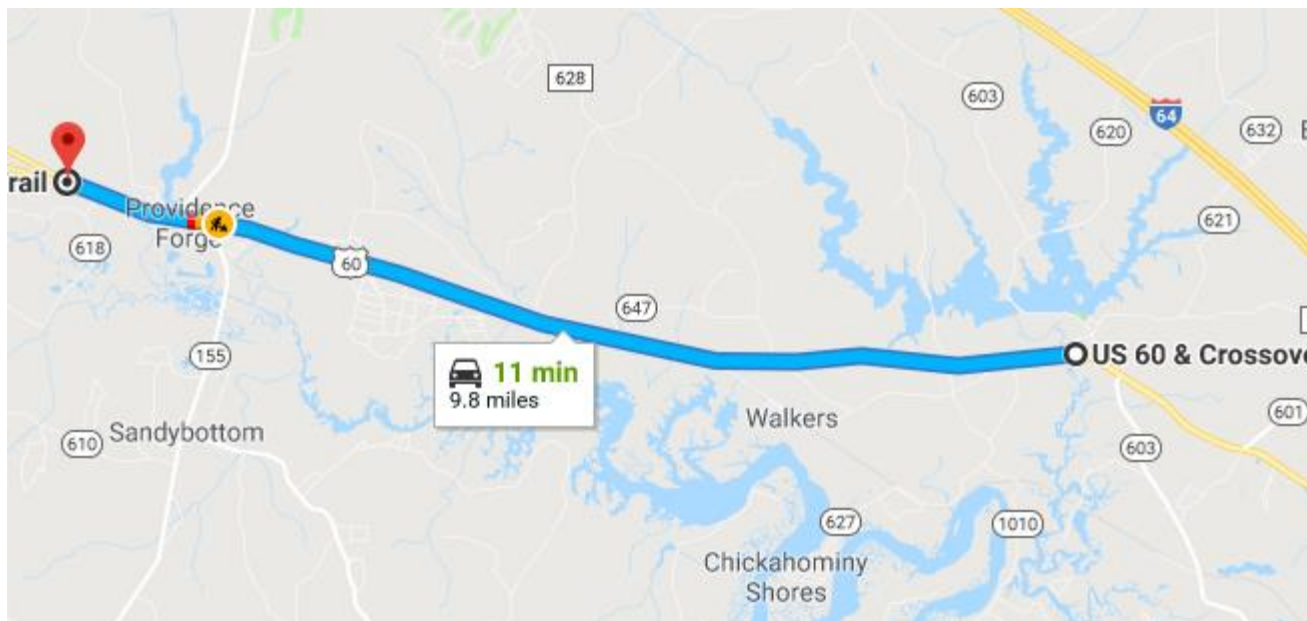 628
603
64
620
632
rail
Providence
Forge
621
618
60
647
155
US 60 & Crossove
11 min
9.8 miles
Walkers
601
610
Sandybottom
603
627
1010
Chickahominy
Shores